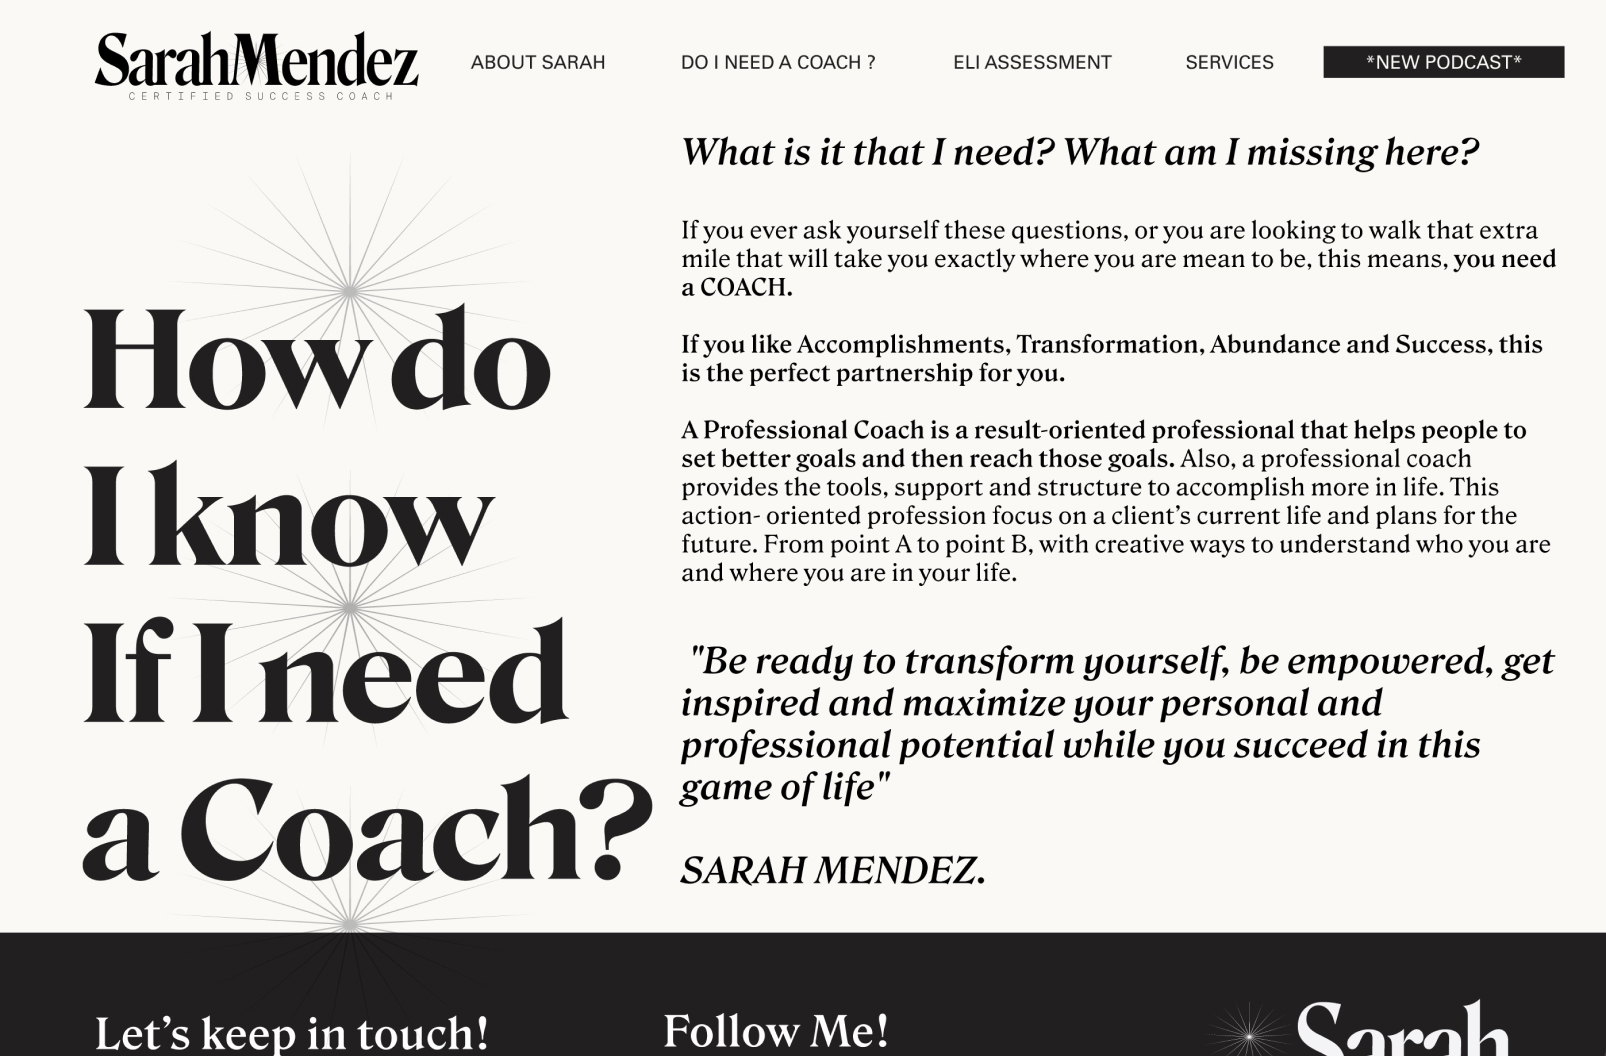 SarahMendez
CERTIFIED SUCCESS COACH
ABOUT SARAH
DO I NEED A COACH ?
ELI ASSESSMENT
SERVICES
*NEW PODCAST*
How do
I know
If I need
a Coach?
What is it that I need? What am I missing here?
If you ever ask yourself these questions, or you are looking to walk that extra
mile that will take you exactly where you are mean to be, this means, you need
a COACH.
If you like Accomplishments, Transformation, Abundance and Success, this
is the perfect partnership for you.
A Professional Coach is a result-oriented professional that helps people to
set better goals and then reach those goals. Also, a professional coach
provides the tools, support and structure to accomplish more in life. This
action- oriented profession focus on a client’s current life and plans for the
future. From point A to point B, with creative ways to understand who you are
and where you are in your life.
"Be ready to transform yourself, be empowered, get
inspired and maximize your personal and
professional potential while you succeed in this
game of life"
SARAH MENDEZ.
Let’s keep in touch!
Follow Me!
Sarah